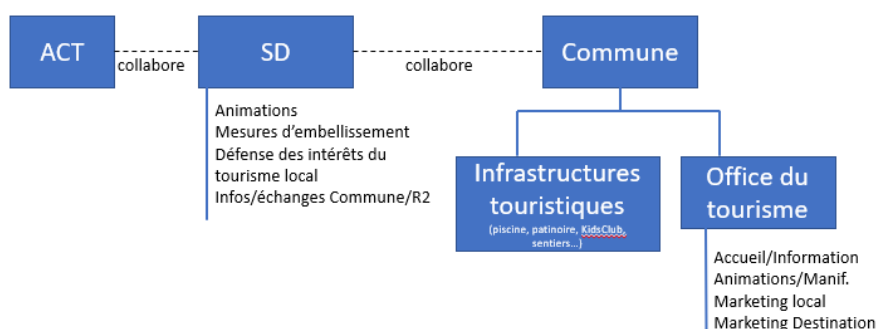 ACT
collabore
SD
collabore
Commune
Animations
Mesures d'embellissement
Défense des intérêts du
tourisme local
Infos/échanges Commune/R2
Infrastructures
touristiques
(piscine, patinoire, KidsClub,
sentiers...)
Office du
tourisme
Accueil/Information
Animations/Manif.
Marketing local
Marketing Destination